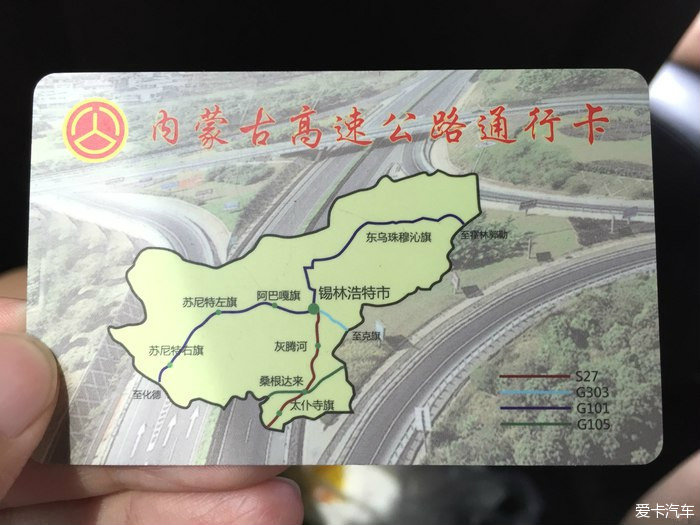 内蒙古高速公路通行卡
东乌珠穆沁旗
至霍林郭勒
阿巴嘎旗
锡林浩特市
苏尼特左旗
至克旗
灰腾河
苏尼特右旗
桑根达来
至化德
太仆寺旗
S27
G303
G101
G105
爱卡汽车